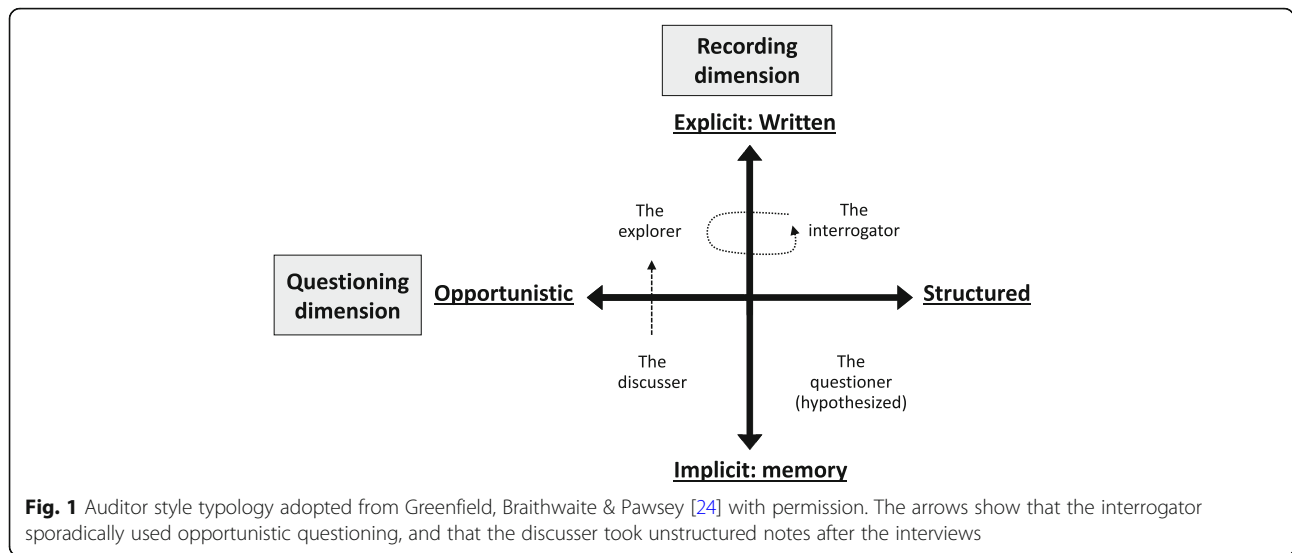 Recording
dimension
Explicit: Written
The
explorer
The
interrogator
Questioning
dimension
Opportunistic
Structured
The
discusser
The
questioner
(hypothesized)
Implicit: memory
Fig. 1 Auditor style typology adopted from Greenfield, Braithwaite & Pawsey [24] with permission. The arrows show that the interrogator
sporadically used opportunistic questioning, and that the discusser took unstructured notes after the interviews